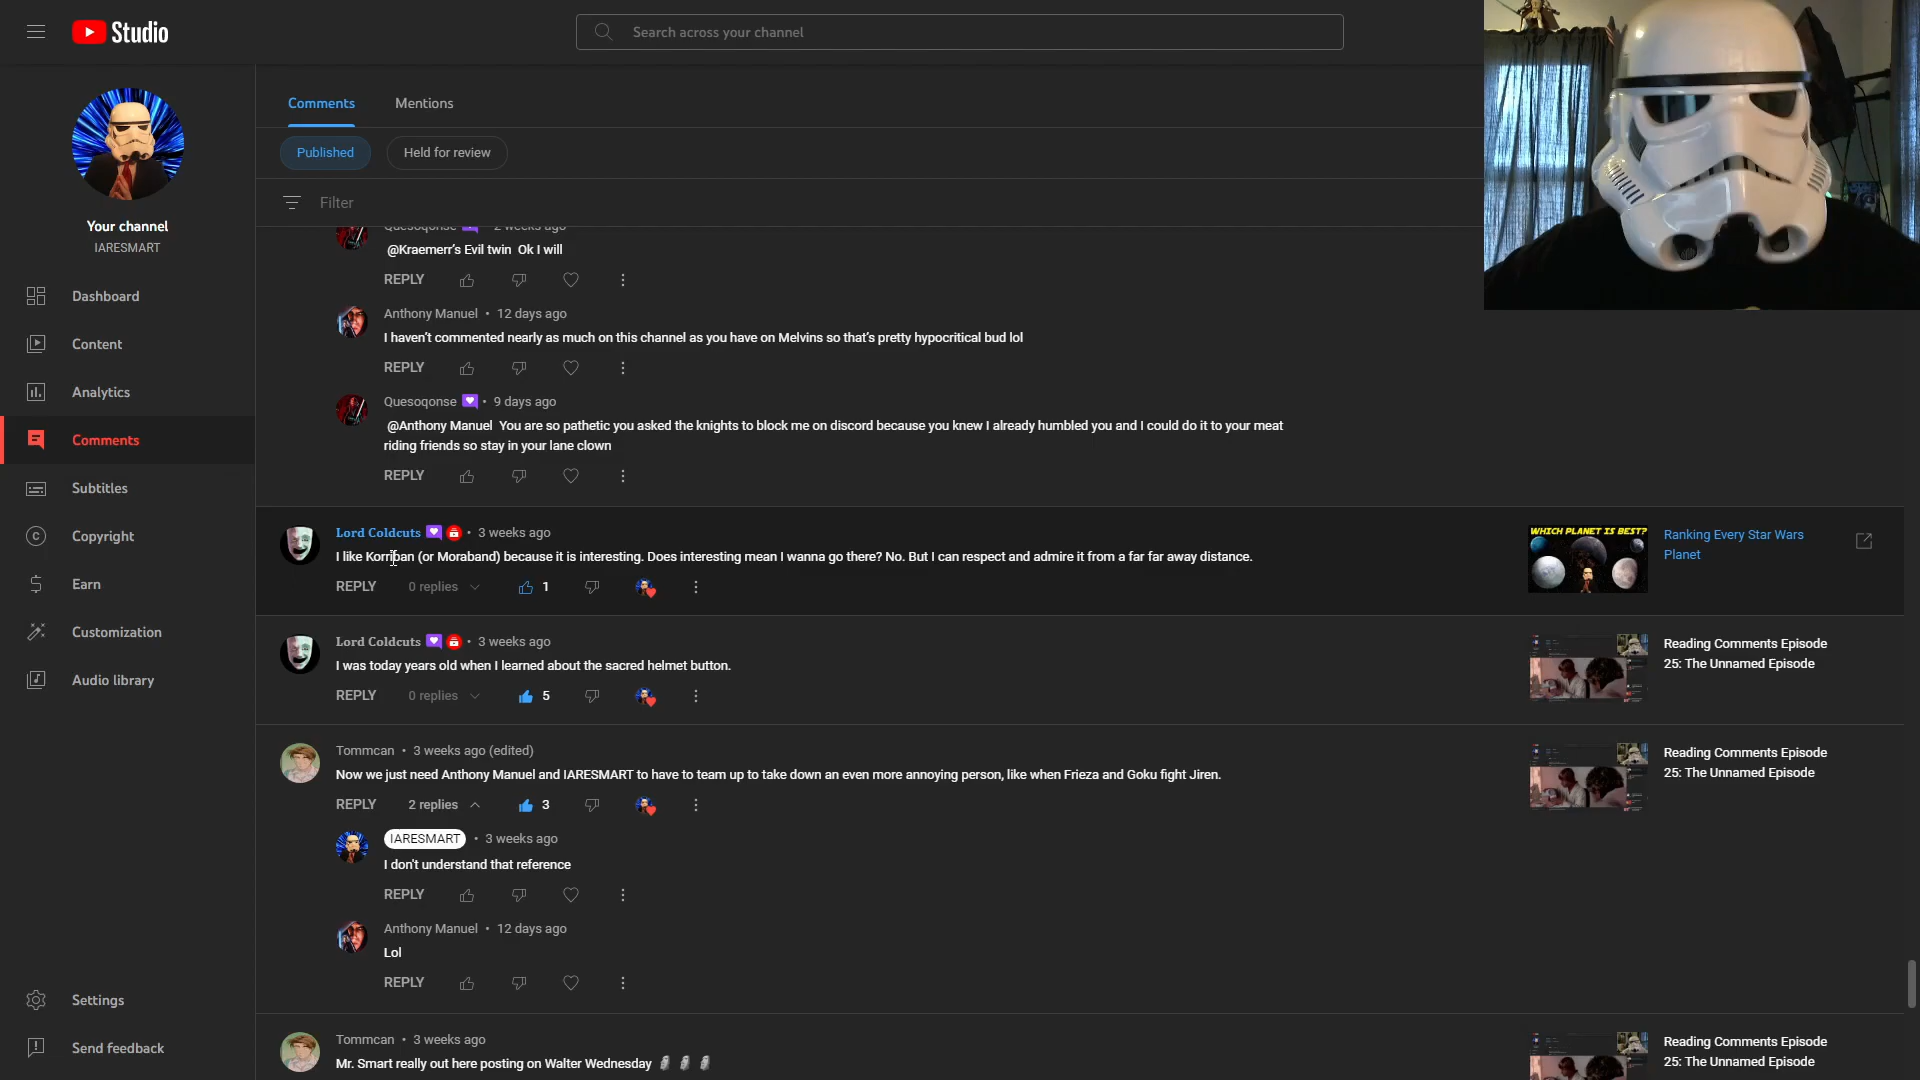 Studio
Search across your channel
Your channel
IARESMART
Dashboard
Content
Analytics
Comments
Subtitles
Copyright
Earn
Customization
Audio library
Settings
Send feedback
Comments
Mentions
Published
Held for review
Filter
Quesoqonse • 2 weeks ago
@Kraemerr's Evil twin Ok I will
REPLY
Anthony Manuel • 12 days ago
I haven't commented nearly as much on this channel as you have on Melvins so that's pretty hypocritical bud lol
REPLY
Quesoqonse • 9 days ago
@Anthony Manuel You are so pathetic you asked the knights to block me on discord because you knew I already humbled you and I could do it to your meat
riding friends so stay in your lane clown
REPLY
Lord Coldcuts • 3 weeks ago
I like Korriban (or Moraband) because it is interesting. Does interesting mean I wanna go there? No. But I can respect and admire it from a far far away distance.
REPLY 0 replies 1
WHICH PLANET IS BEST?
Ranking Every Star Wars
Planet
Lord Coldcuts • 3 weeks ago
I was today years old when I learned about the sacred helmet button.
REPLY 0 replies 5
Reading Comments Episode
25: The Unnamed Episode
Tommcan • 3 weeks ago (edited)
Now we just need Anthony Manuel and IARESMART to have to team up to take down an even more annoying person, like when Frieza and Goku fight Jiren.
REPLY 2 replies 3
Reading Comments Episode
25: The Unnamed Episode
IARESMART • 3 weeks ago
I don't understand that reference
REPLY
Anthony Manuel • 12 days ago
Lol
REPLY
Tommcan • 3 weeks ago
Mr. Smart really out here posting on Walter Wednesday 🗿 🗿 🗿
Reading Comments Episode
25: The Unnamed Episode